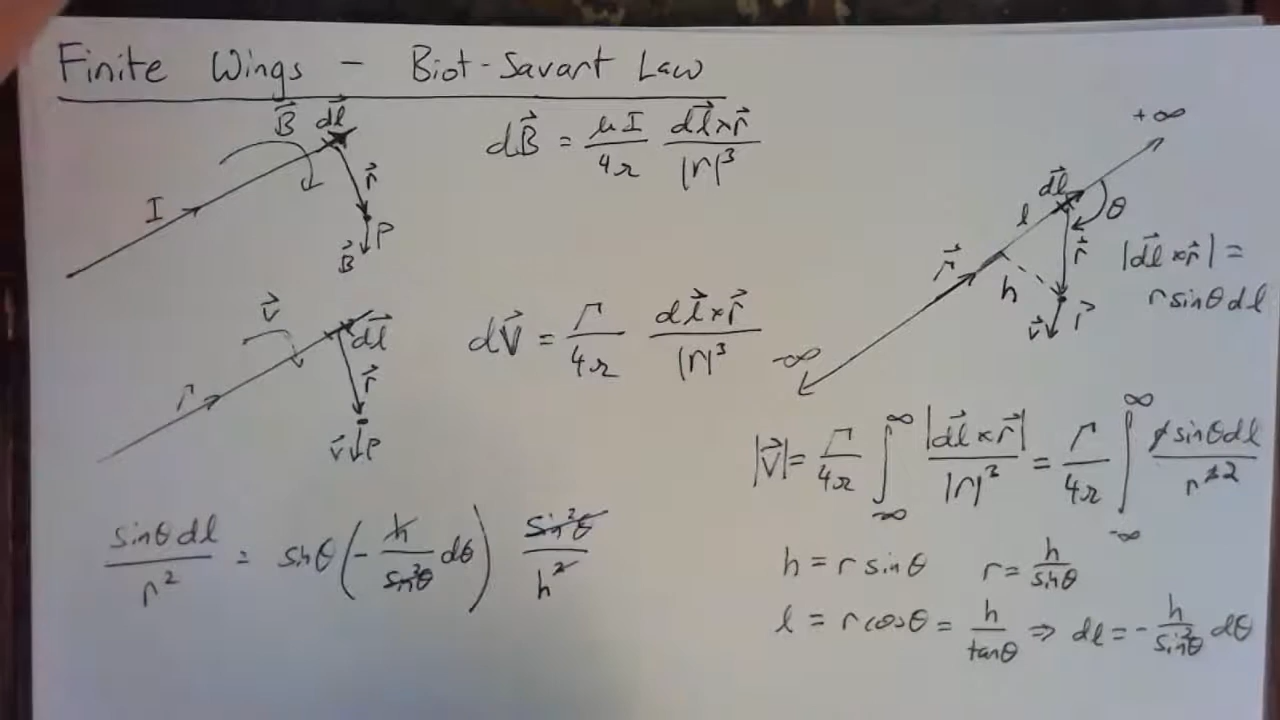 Finite Wings - Biot-Savart Law
B⃗ dl⃗
I
r⃗
P
B⃗
dB⃗ = μI/4π dl⃗×r⃗/|r|³
V⃗
Γ
dl⃗
r⃗
V⃗ P
dV⃗ = Γ/4π dl⃗×r⃗/|r|³
+∞
dl⃗
l
θ
r⃗
Γ⃗
h
V⃗ P
-∞
|dl⃗×r⃗| =
r sinθ dl
|V⃗| = Γ/4π ∫_{-∞}^{∞} |dl⃗×r⃗|/|r|³ = Γ/4π ∫_{-∞}^{∞} r sinθ dl/r³ 2
sinθ dl/r² = sinθ (-h/sin²θ dθ) sin²θ/h²
h = r sinθ r = h/sinθ
l = r cosθ = h/tanθ ⇒ dl = -h/sin²θ dθ